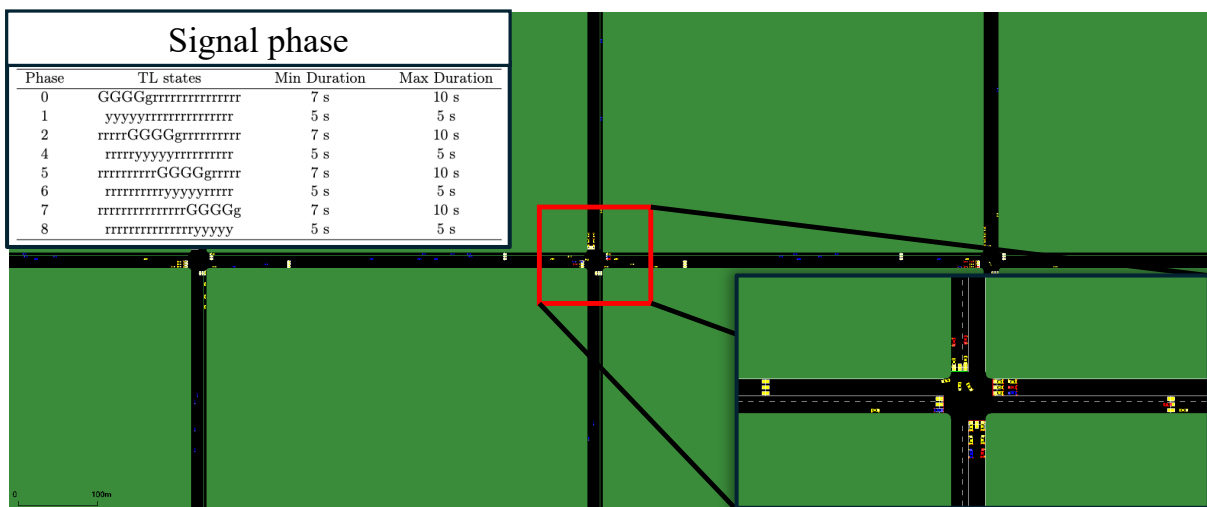 Signal phase
Phase TL states Min Duration Max Duration
0 GGGGgrrrrrrrrrrrrrrr 7 s 10 s
1 yyyyyrrrrrrrrrrrrrrr 5 s 5 s
2 rrrrrGGGGgrrrrrrrrrr 7 s 10 s
4 rrrrryyyyyrrrrrrrrrr 5 s 5 s
5 rrrrrrrrrrGGGGgrrrrr 7 s 10 s
6 rrrrrrrrrryyyyyrrrrr 5 s 5 s
7 rrrrrrrrrrrrrrrGGGGg 7 s 10 s
8 rrrrrrrrrrrrrrryyyyy 5 s 5 s
0 100m